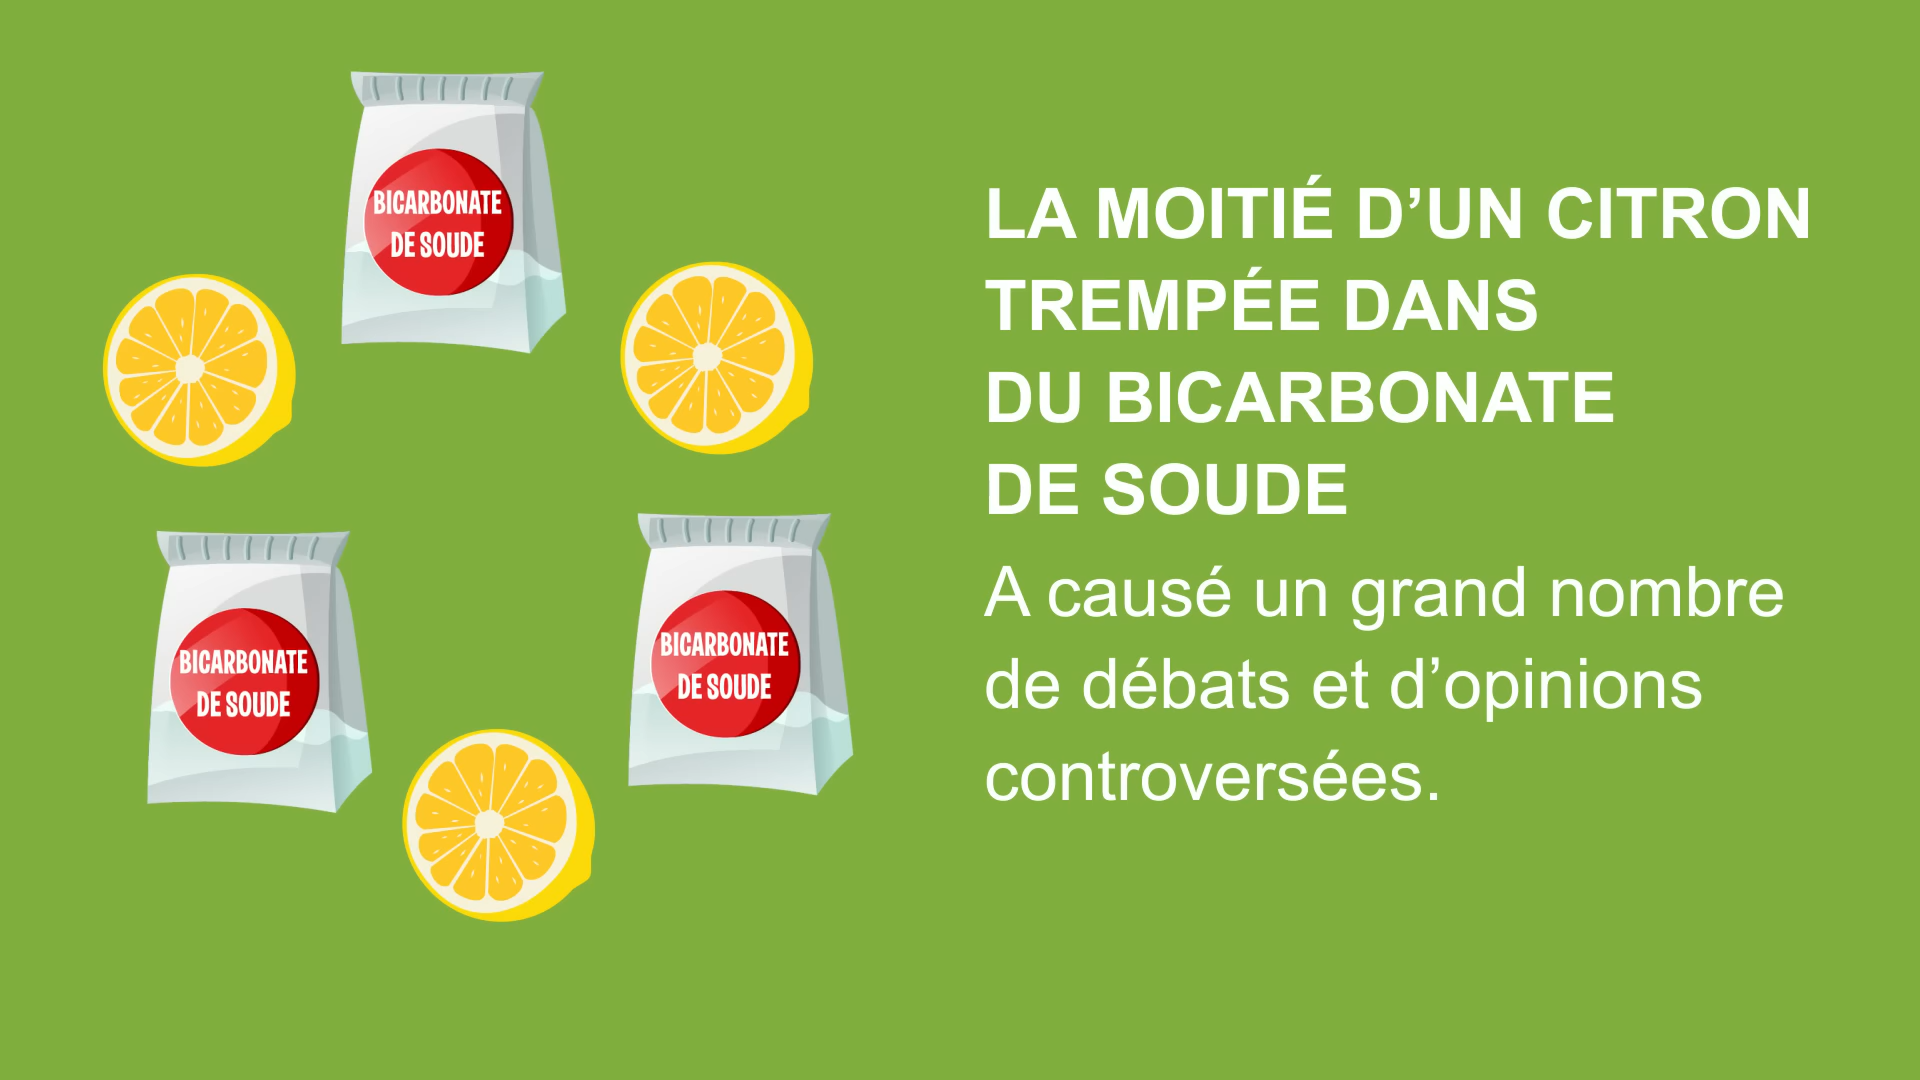 BICARBONATE
DE SOUDE
BICARBONATE
DE SOUDE
BICARBONATE
DE SOUDE
LA MOITIÉ D’UN CITRON
TREMPÉE DANS
DU BICARBONATE
DE SOUDE
A causé un grand nombre
de débats et d’opinions
controversées.